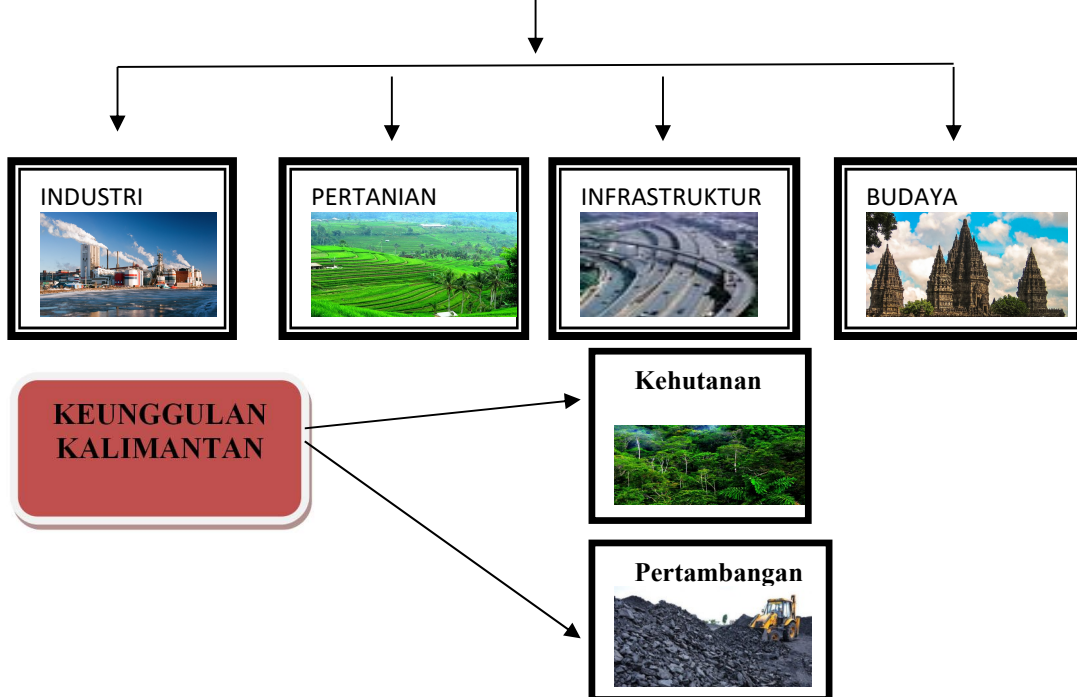 INDUSTRI
PERTANIAN
INFRASTRUKTUR
BUDAYA
KEUNGGULAN
KALIMANTAN
Kehutanan
Pertambangan